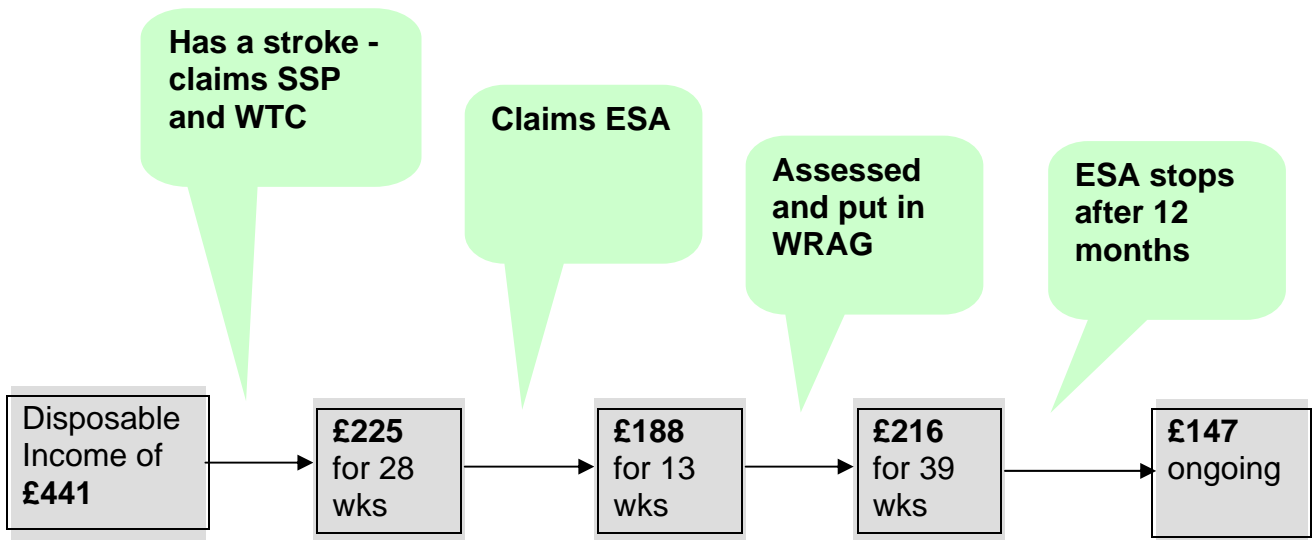 Has a stroke -
claims SSP
and WTC
Claims ESA
Assessed
and put in
WRAG
ESA stops
after 12
months
Disposable
Income of
£441
£225
for 28
wks
£188
for 13
wks
£216
for 39
wks
£147
ongoing